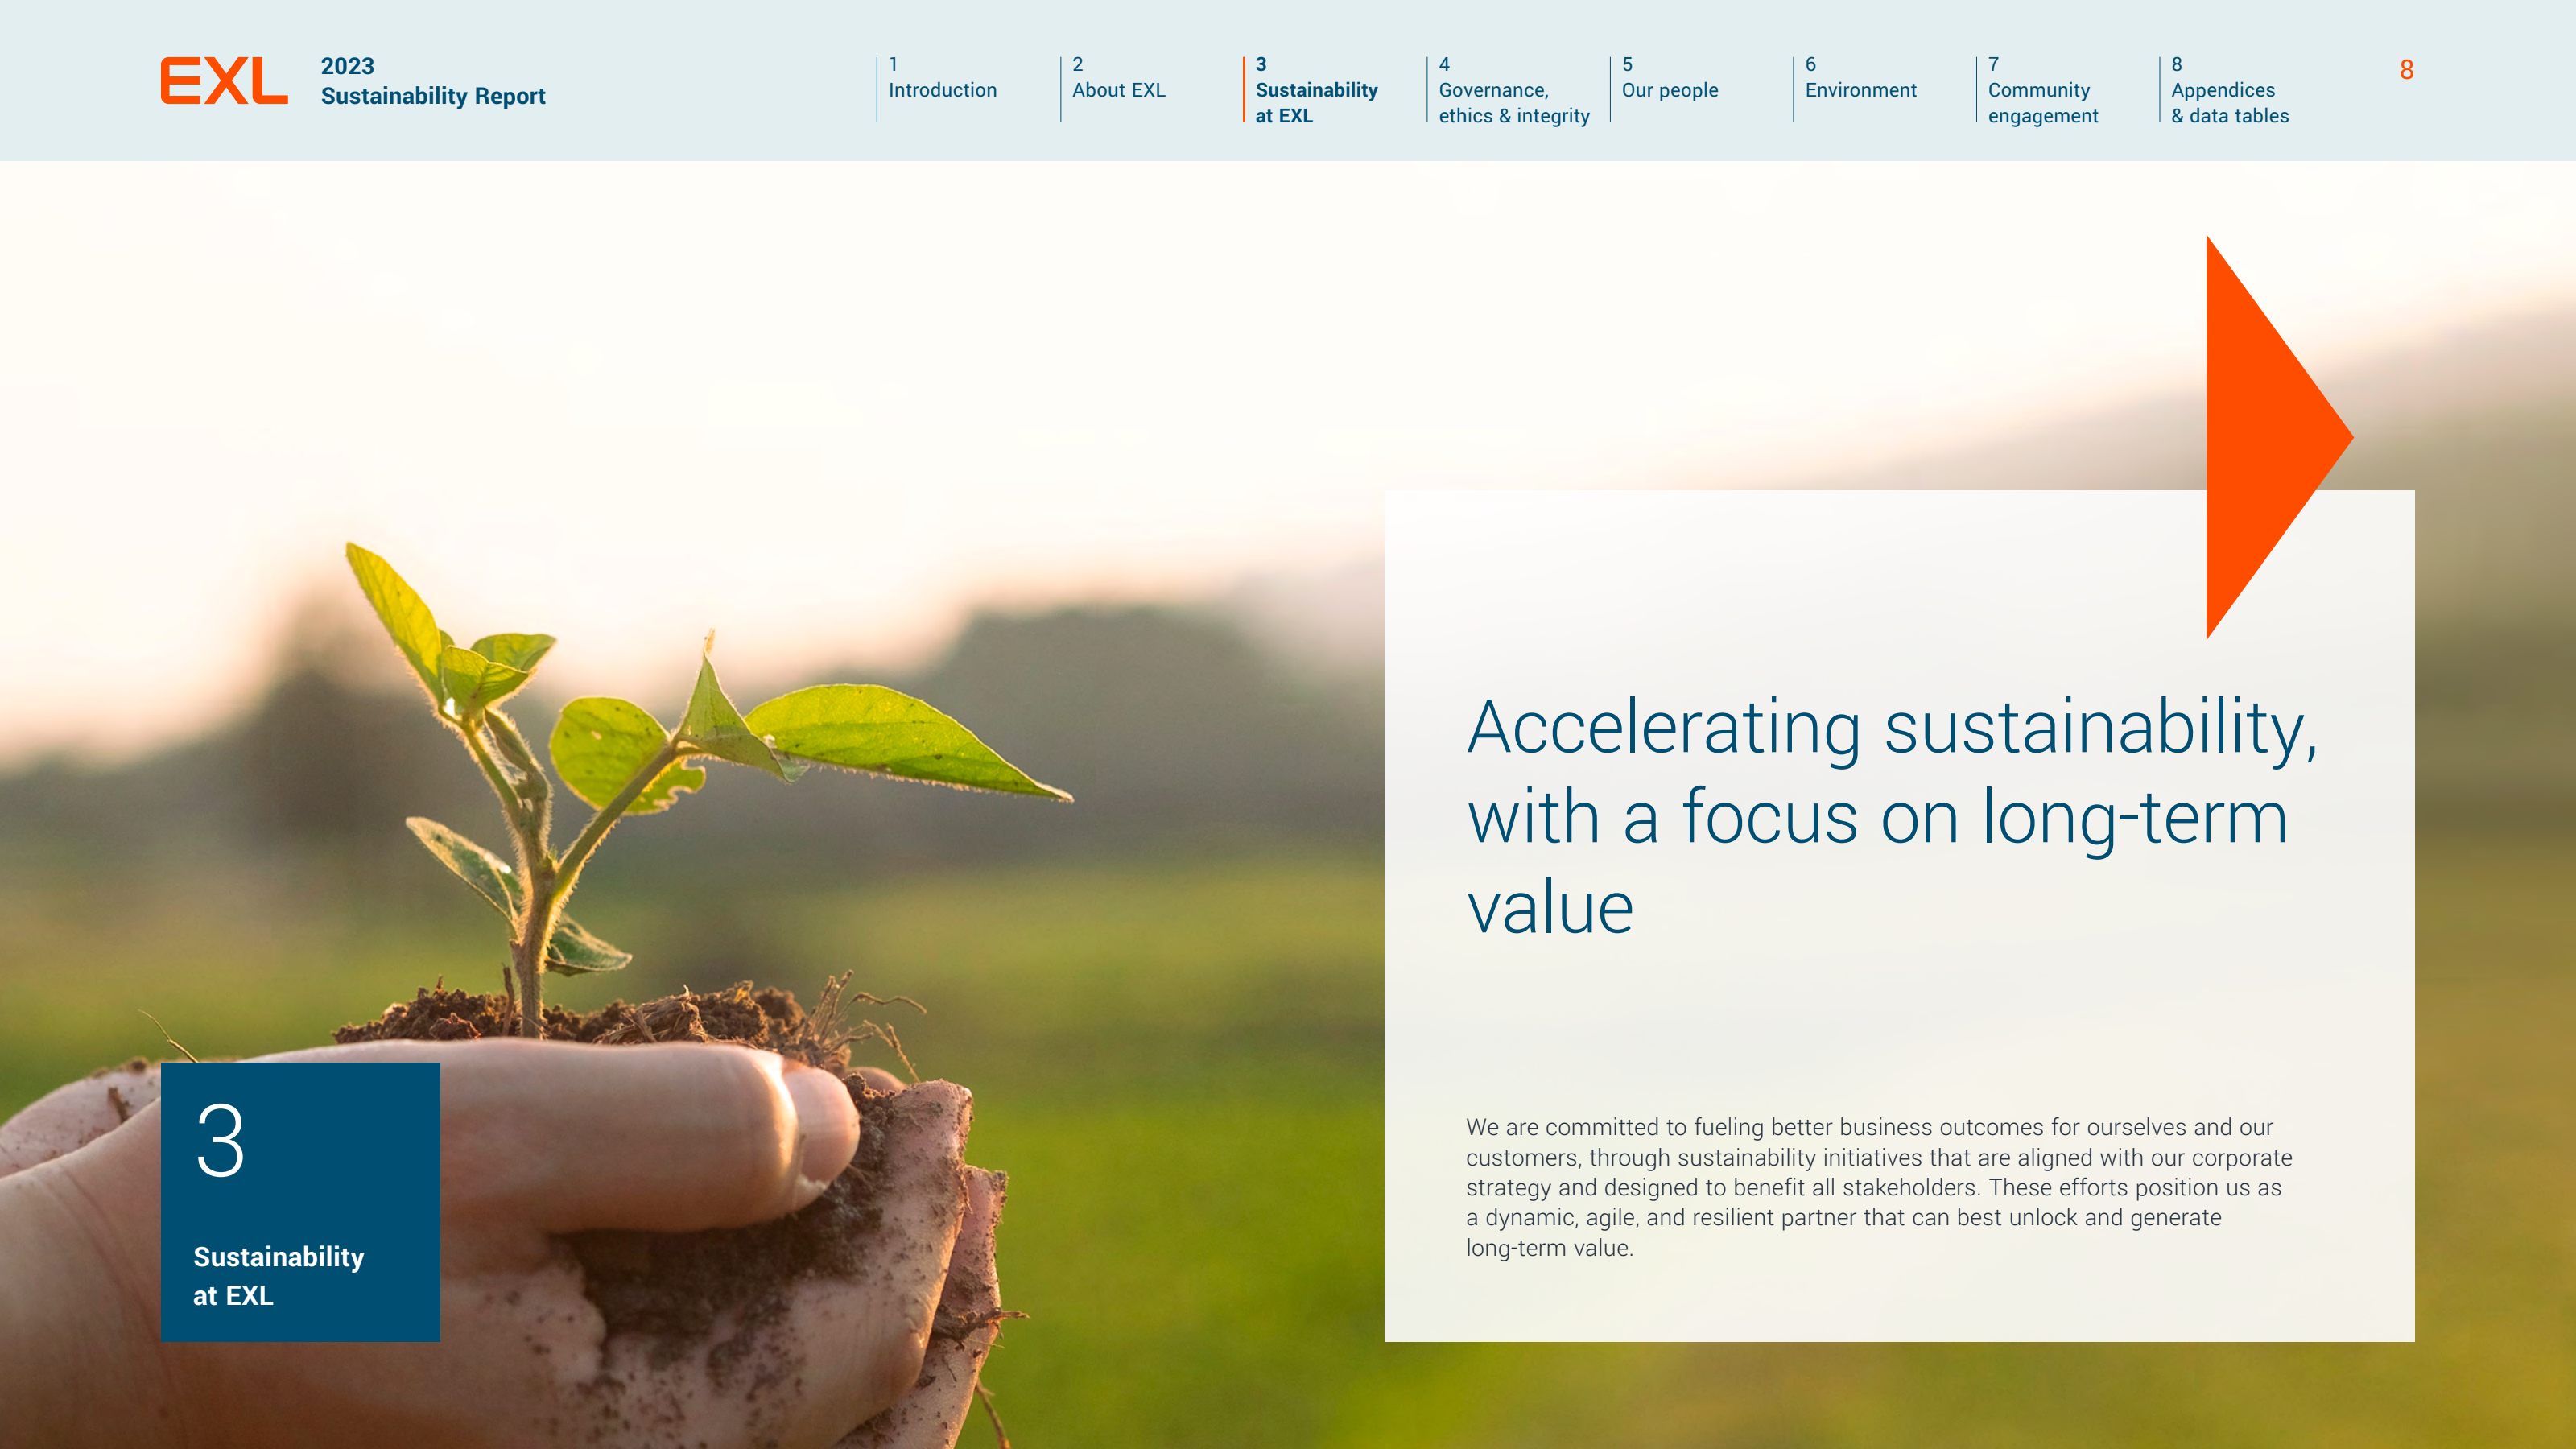 EXL
2023
Sustainability Report
1
Introduction
2
About EXL
3
Sustainability
at EXL
4
Governance,
ethics & integrity
5
Our people
6
Environment
7
Community
engagement
8
Appendices
& data tables
8
Accelerating sustainability,
with a focus on long-term
value
We are committed to fueling better business outcomes for ourselves and our
customers, through sustainability initiatives that are aligned with our corporate
strategy and designed to benefit all stakeholders. These efforts position us as
a dynamic, agile, and resilient partner that can best unlock and generate
long-term value.
3
Sustainability
at EXL